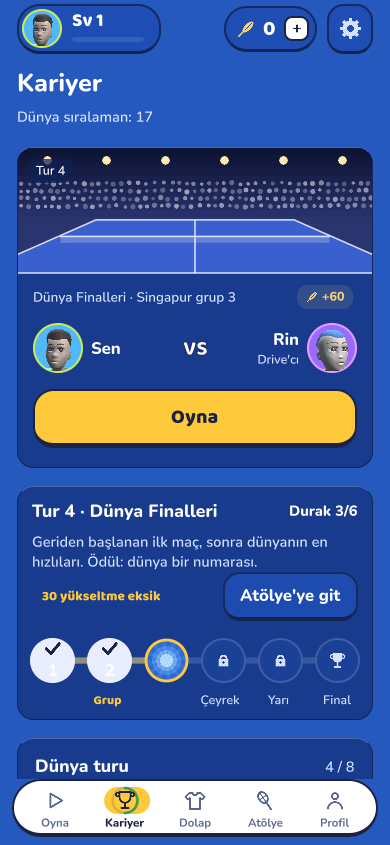 Sv 1
0
+
Kariyer
Dünya sıralaman: 17
Tur 4
Dünya Finalleri · Singapur grup 3
+60
Sen
VS
Rin
Drive'cı
Oyna
Tur 4 · Dünya Finalleri
Durak 3/6
Geriden başlanan ilk maç, sonra dünyanın en
hızlıları. Ödül: dünya bir numarası.
30 yükseltme eksik
Atölye'ye git
1
2
Grup
Çeyrek
Yarı
Final
Dünya turu
4 / 8
Oyna
Kariyer
Dolap
Atölye
Profil